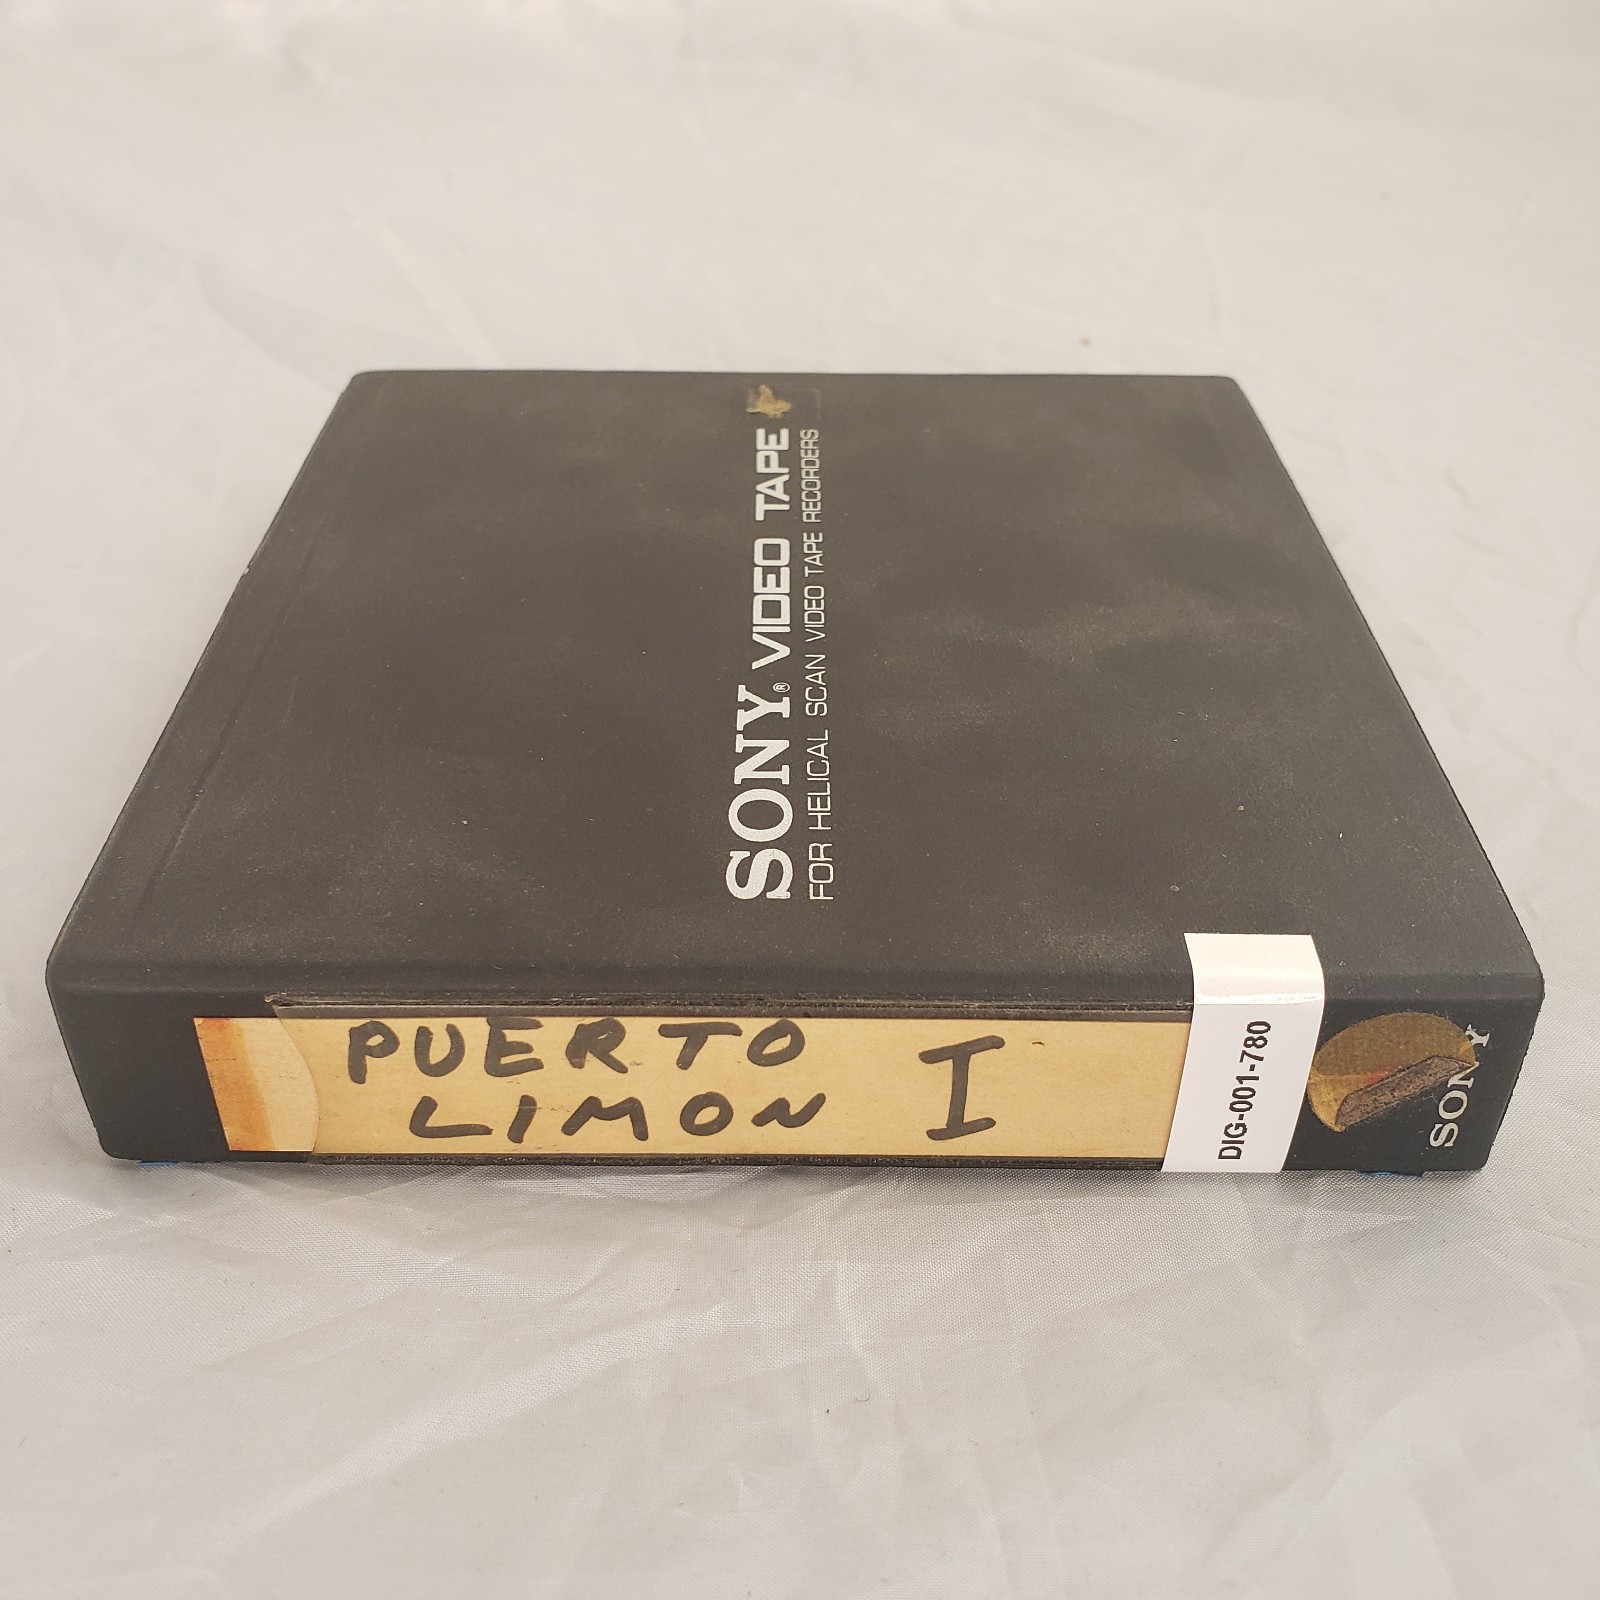 SONY® VIDEO TAPE
FOR HELICAL SCAN VIDEO TAPE RECORDERS
PUERTO
LIMON
I
DIG-001-780
SONY